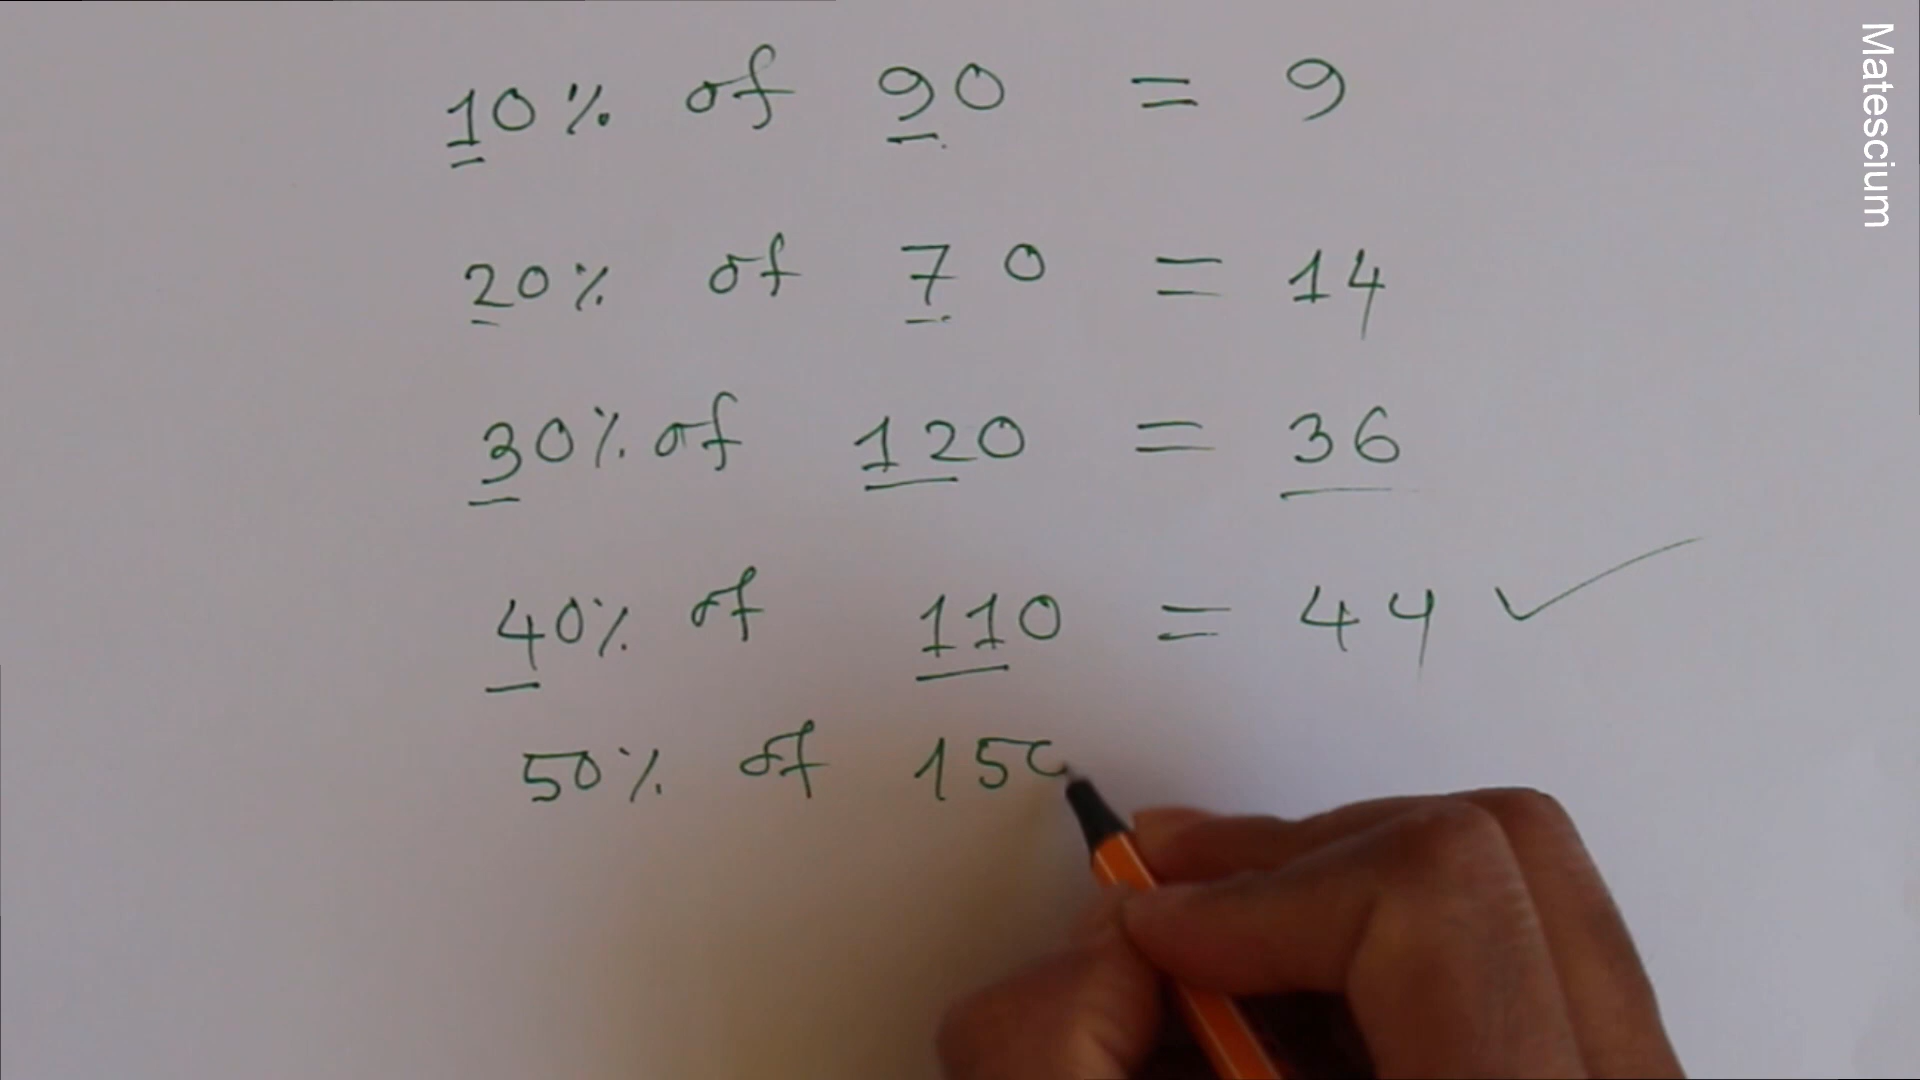 10% of 90 = 9
20% of 70 = 14
30% of 120 = 36
40% of 110 = 44 ✓
50% of 150
Matescium